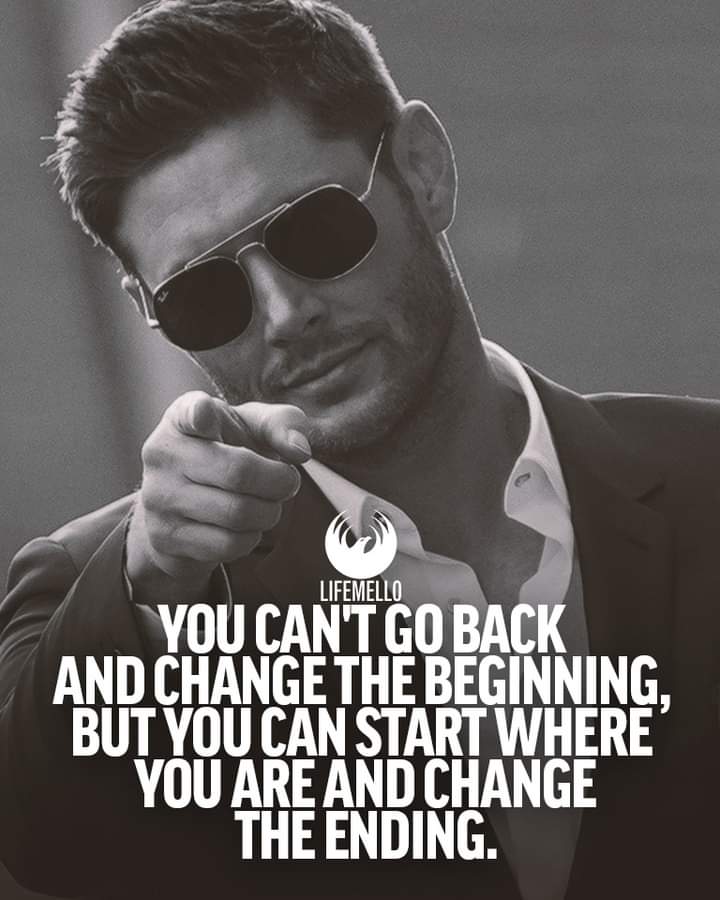 LIFEMELLO
YOU CAN'T GO BACK
AND CHANGE THE BEGINNING,
BUT YOU CAN START WHERE
YOU ARE AND CHANGE
THE ENDING.